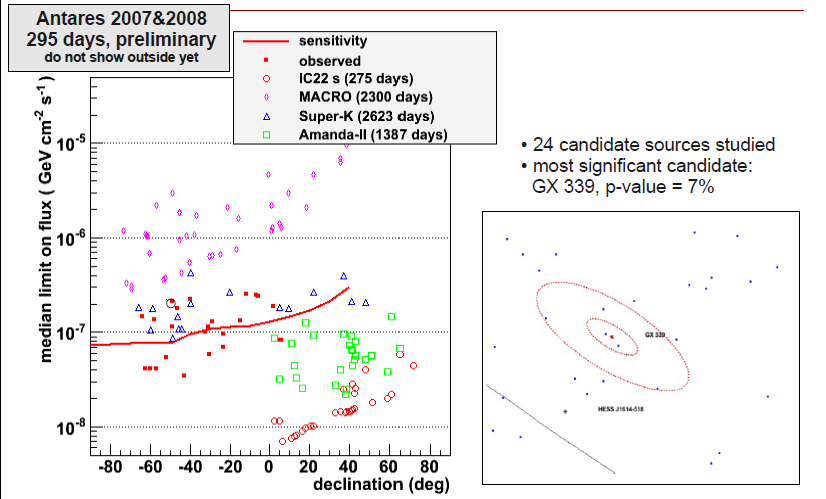 Antares 2007&2008
295 days, preliminary
do not show outside yet
sensitivity
observed
IC22 s (275 days)
MACRO (2300 days)
Super-K (2623 days)
Amanda-II (1387 days)
median limit on flux ( GeV cm⁻² s⁻¹)
10⁻⁵
10⁻⁶
10⁻⁷
10⁻⁸
-80 -60 -40 -20 0 20 40 60 80
declination (deg)
• 24 candidate sources studied
• most significant candidate:
GX 339, p-value = 7%
GX 339
HESS J1614-518